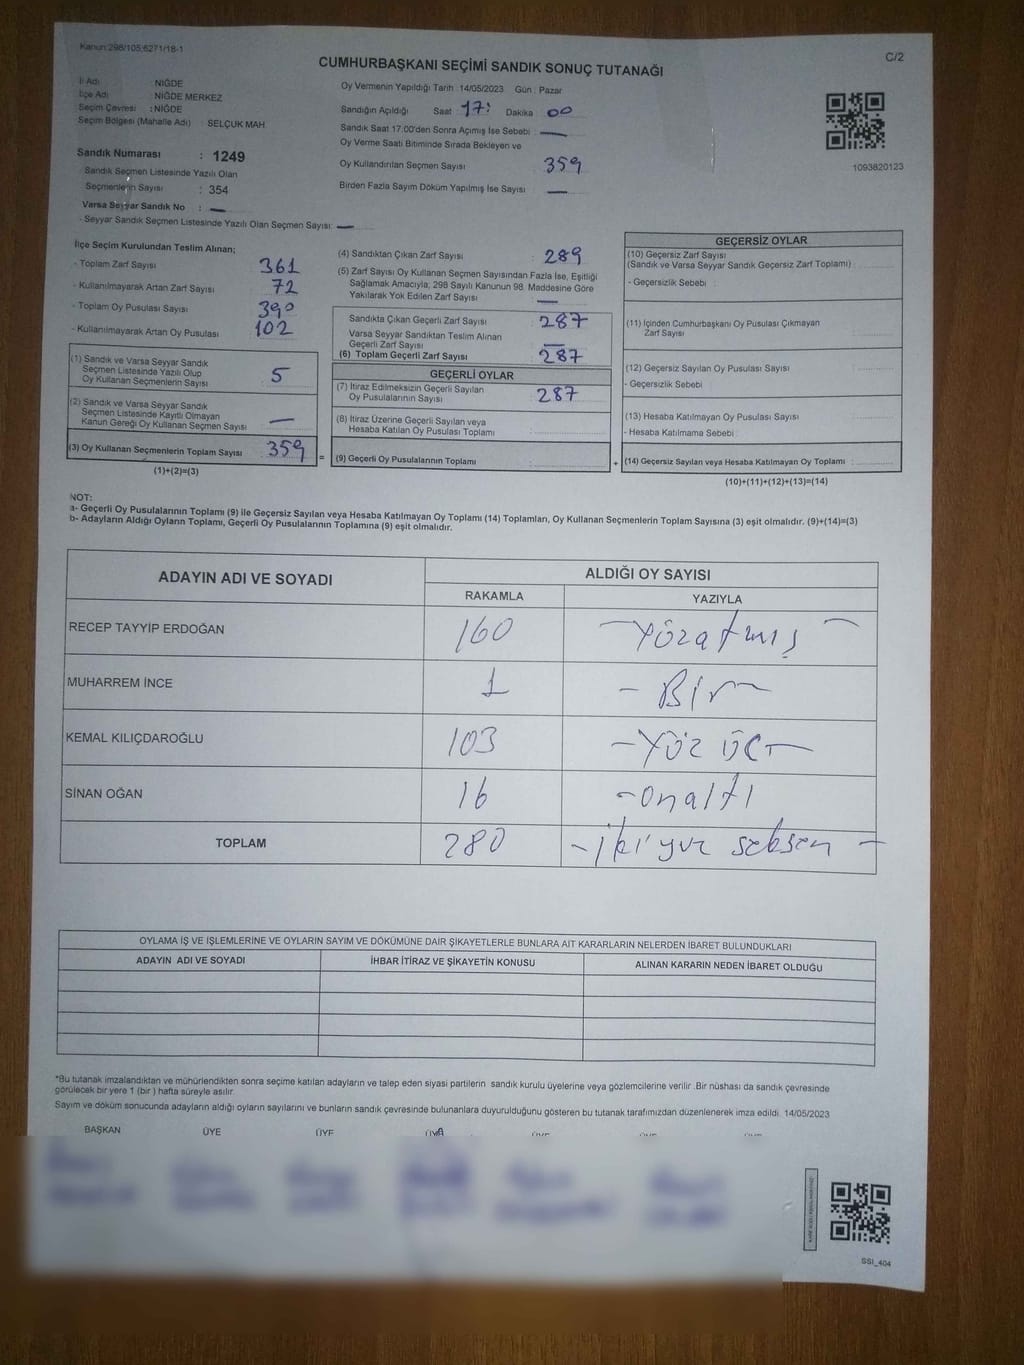 Kanun:298/105;6271/18-1
C/2
CUMHURBAŞKANI SEÇİMİ SANDIK SONUÇ TUTANAĞI
İl Adı : NİĞDE
İlçe Adı : NİĞDE MERKEZ
Seçim Çevresi : NİĞDE
Seçim Bölgesi (Mahalle Adı) : SELÇUK MAH
Sandık Numarası : 1249
Sandık Seçmen Listesinde Yazılı Olan
Seçmenlerin Sayısı : 354
Varsa Seyyar Sandık No : —
- Seyyar Sandık Seçmen Listesinde Yazılı Olan Seçmen Sayısı: —
Oy Vermenin Yapıldığı Tarih : 14/05/2023 Gün : Pazar
Sandığın Açıldığı Saat : 17: Dakika : 00
Sandık Saat 17:00'den Sonra Açımış İse Sebebi : —
Oy Verme Saati Bitiminde Sırada Bekleyen ve
Oy Kullandırılan Seçmen Sayısı : 359
Birden Fazla Sayım Döküm Yapılmış İse Sayısı : —
1093820123
İlçe Seçim Kurulundan Teslim Alınan;
- Toplam Zarf Sayısı : 361
- Kullanılmayarak Artan Zarf Sayısı : 72
- Toplam Oy Pusulası Sayısı : 390
- Kullanılmayarak Artan Oy Pusulası : 102
(1) Sandık ve Varsa Seyyar Sandık
Seçmen Listesinde Yazılı Olup
Oy Kullanan Seçmenlerin Sayısı : 5
(2) Sandık ve Varsa Seyyar Sandık
Seçmen Listesinde Kayıtlı Olmayan
Kanun Gereği Oy Kullanan Seçmen Sayısı : —
(3) Oy Kullanan Seçmenlerin Toplam Sayısı : 359
(1)+(2)=(3)
(4) Sandıktan Çıkan Zarf Sayısı : 289
(5) Zarf Sayısı Oy Kullanan Seçmen Sayısından Fazla İse, Eşitliği
Sağlamak Amacıyla, 298 Sayılı Kanunun 98. Maddesine Göre
Yakılarak Yok Edilen Zarf Sayısı : —
Sandıkta Çıkan Geçerli Zarf Sayısı : 287
Varsa Seyyar Sandıktan Teslim Alınan
Geçerli Zarf Sayısı : —
(6) Toplam Geçerli Zarf Sayısı : 287
GEÇERLİ OYLAR
(7) İtiraz Edilmeksizin Geçerli Sayılan
Oy Pusulalarının Sayısı : 287
(8) İtiraz Üzerine Geçerli Sayılan veya
Hesaba Katılan Oy Pusulası Toplamı :
= (9) Geçerli Oy Pusulalarının Toplamı :
GEÇERSİZ OYLAR
(10) Geçersiz Zarf Sayısı
(Sandık ve Varsa Seyyar Sandık Geçersiz Zarf Toplamı) :
- Geçersizlik Sebebi :
(11) İçinden Cumhurbaşkanı Oy Pusulası Çıkmayan
Zarf Sayısı :
(12) Geçersiz Sayılan Oy Pusulası Sayısı :
- Geçersizlik Sebebi :
(13) Hesaba Katılmayan Oy Pusulası Sayısı :
- Hesaba Katılmama Sebebi :
+ (14) Geçersiz Sayılan veya Hesaba Katılmayan Oy Toplamı :
(10)+(11)+(12)+(13)=(14)
NOT:
a- Geçerli Oy Pusulalarının Toplamı (9) ile Geçersiz Sayılan veya Hesaba Katılmayan Oy Toplamı (14) Toplamları, Oy Kullanan Seçmenlerin Toplam Sayısına (3) eşit olmalıdır. (9)+(14)=(3)
b- Adayların Aldığı Oyların Toplamı, Geçerli Oy Pusulalarının Toplamına (9) eşit olmalıdır.
ADAYIN ADI VE SOYADI ALDIĞI OY SAYISI
RAKAMLA YAZIYLA
RECEP TAYYİP ERDOĞAN 160 Yüzatmış
MUHARREM İNCE 1 - Bir
KEMAL KILIÇDAROĞLU 103 - Yüz üç -
SİNAN OĞAN 16 - onaltı
TOPLAM 280 - iki yuz seksen -
OYLAMA İŞ VE İŞLEMLERİNE VE OYLARIN SAYIM VE DÖKÜMÜNE DAİR ŞİKAYETLERLE BUNLARA AİT KARARLARIN NELERDEN İBARET BULUNDUKLARI
ADAYIN ADI VE SOYADI İHBAR İTİRAZ VE ŞİKAYETİN KONUSU ALINAN KARARIN NEDEN İBARET OLDUĞU
*Bu tutanak imzalandıktan ve mühürlendikten sonra seçime katılan adayların ve talep eden siyasi partilerin sandık kurulu üyelerine veya gözlemcilerine verilir .Bir nüshası da sandık çevresinde
görülecek bir yere 1 (bir ) hafta süreyle asılır.
Sayım ve döküm sonucunda adayların aldığı oyların sayılarını ve bunların sandık çevresinde bulunanlara duyurulduğunu gösteren bu tutanak tarafımızdan düzenlenerek imza edildi. 14/05/2023
BAŞKAN ÜYE ÜYE ÜYE ÜYE ÜYE ÜYE
SSI_404